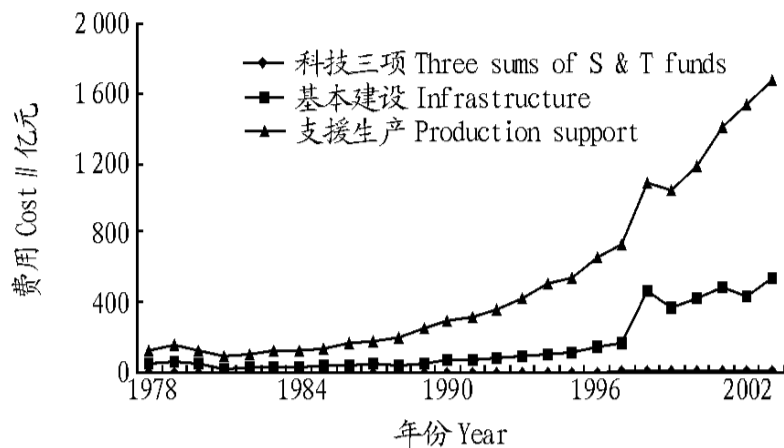 2 000
1 600
1 200
800
400
0
费用 Cost∥亿元
科技三项 Three sums of S & T funds
基本建设 Infrastructure
支援生产 Production support
1978 1984 1990 1996 2002
年份 Year